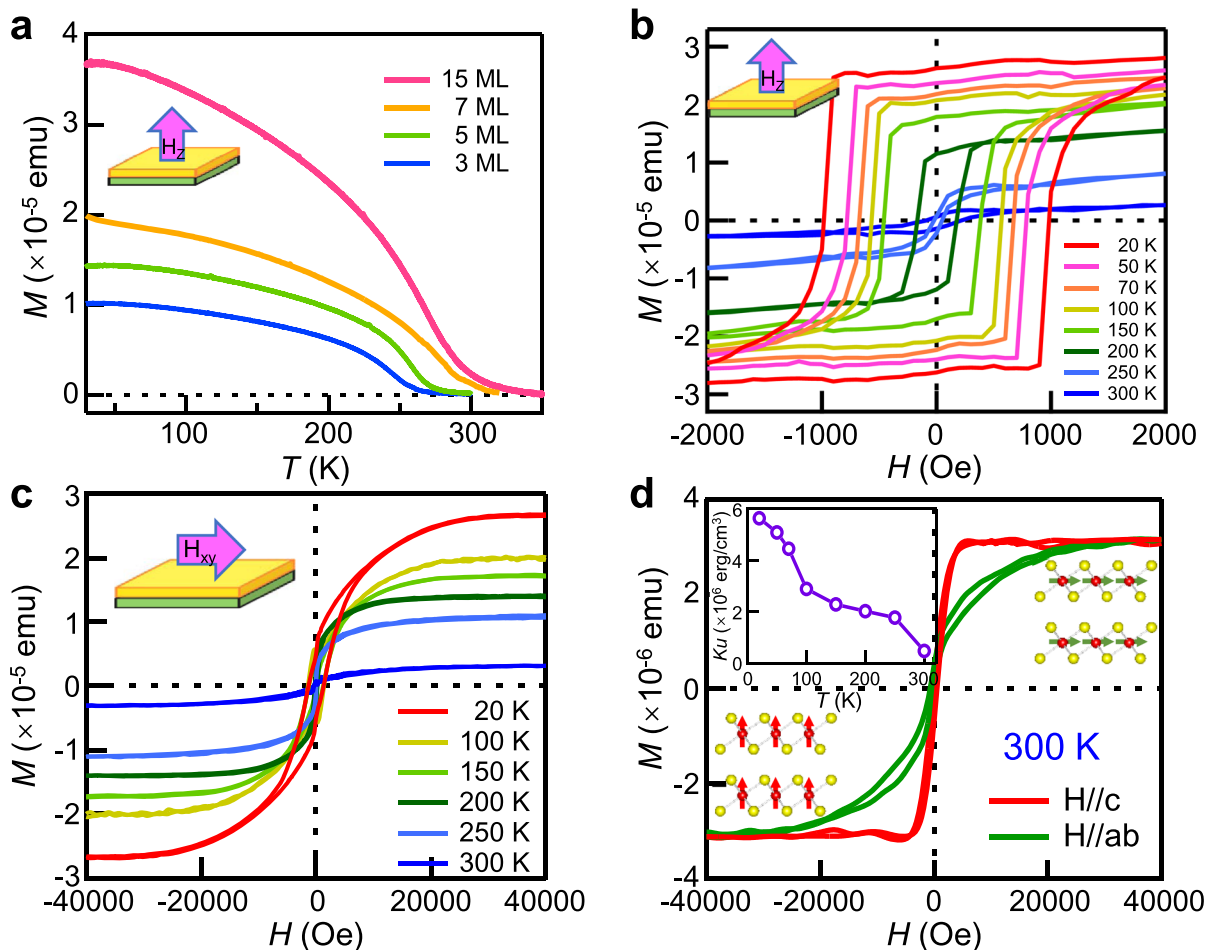 a
4
3
2
1
0
M (×10-5 emu)
100
200
300
T (K)
Hz
15 ML
7 ML
5 ML
3 ML
b
3
2
1
0
-1
-2
-3
M (×10-5 emu)
-2000
-1000
0
1000
2000
H (Oe)
Hz
20 K
50 K
70 K
100 K
150 K
200 K
250 K
300 K
c
3
2
1
0
-1
-2
-3
M (×10-5 emu)
-40000
-20000
0
20000
40000
H (Oe)
Hxy
20 K
100 K
150 K
200 K
250 K
300 K
d
4
2
0
-2
-4
M (×10-6 emu)
-40000
-20000
0
20000
40000
H (Oe)
6
4
2
0
Ku (×106 erg/cm3)
0
100
200
300
T (K)
300 K
H//c
H//ab